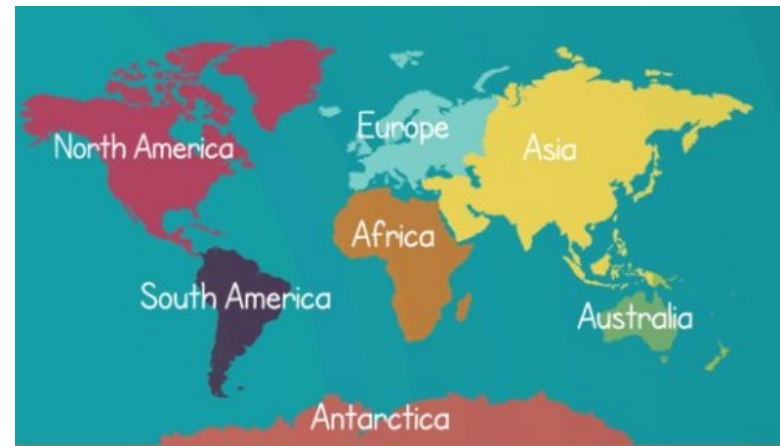 Europe
North America
Asia
Africa
South America
Australia
Antarctica